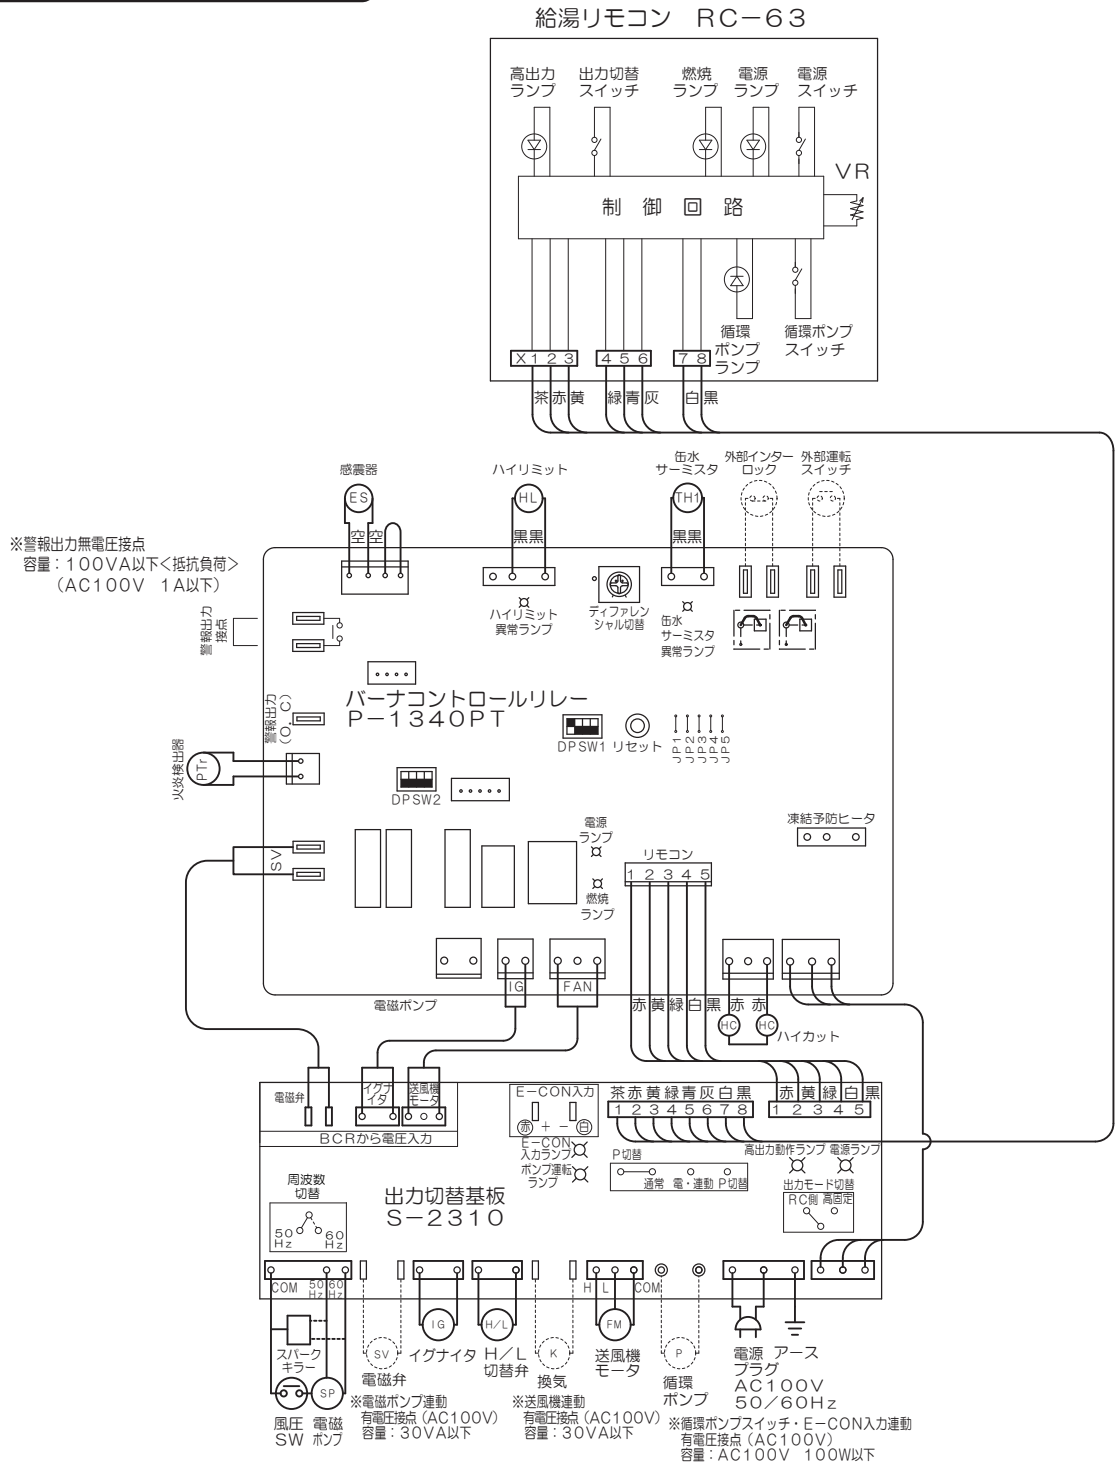 給湯リモコン　RC－63
高出力
ランプ
出力切替
スイッチ
燃焼
ランプ
電源
ランプ
電源
スイッチ
VR
制御回路
循環
ポンプ
ランプ
循環ポンプ
スイッチ
X 1 2 3
4 5 6
7 8
茶赤黄
緑青灰
白黒
感震器
ES
空 空
ハイリミット
HL
黒黒
缶水
サーミスタ
TH1
黒黒
外部インター
ロック
外部運転
スイッチ
※警報出力無電圧接点
容量：100VA以下＜抵抗負荷＞
（AC100V　1A以下）
警報出力
接点
ハイリミット
異常ランプ
ディファレン
シャル切替
缶水
サーミスタ
異常ランプ
バーナコントロールリレー
P－1340PT
警報出力
（O．C）
DPSW1
リセット
JP1
JP2
JP3
JP4
JP5
火炎検出器
PTr
DPSW2
凍結予防ヒータ
SV
電源
ランプ
燃焼
ランプ
リモコン
1 2 3 4 5
電磁ポンプ
IG
FAN
赤黄緑白黒
赤 赤
HC
HC
ハイカット
電磁弁
イグナ
イタ
送風機
モータ
BCRから電圧入力
E－CON入力
赤 ＋ － 白
E－CON
入力ランプ
ポンプ運転
ランプ
茶赤黄緑青灰白黒
1 2 3 4 5 6 7 8
赤黄緑白黒
1 2 3 4 5
P切替
通常　電・連動　P切替
高出力動作ランプ
電源ランプ
出力モード切替
RC側　高固定
周波数
切替
50
Hz
60
Hz
出力切替基板
S－2310
COM
50
Hz
60
Hz
H L COM
スパーク
キラー
風圧
SW
SP
電磁
ポンプ
SV
電磁弁
※電磁ポンプ連動
有電圧接点（AC100V）
容量：30VA以下
IG
イグナイタ
H/L
H／L
切替弁
K
換気
※送風機連動
有電圧接点（AC100V）
容量：30VA以下
FM
送風機
モータ
P
循環
ポンプ
電源
プラグ
AC100V
50／60Hz
アース
※循環ポンプスイッチ・E－CON入力連動
有電圧接点（AC100V）
容量：AC100V　100W以下